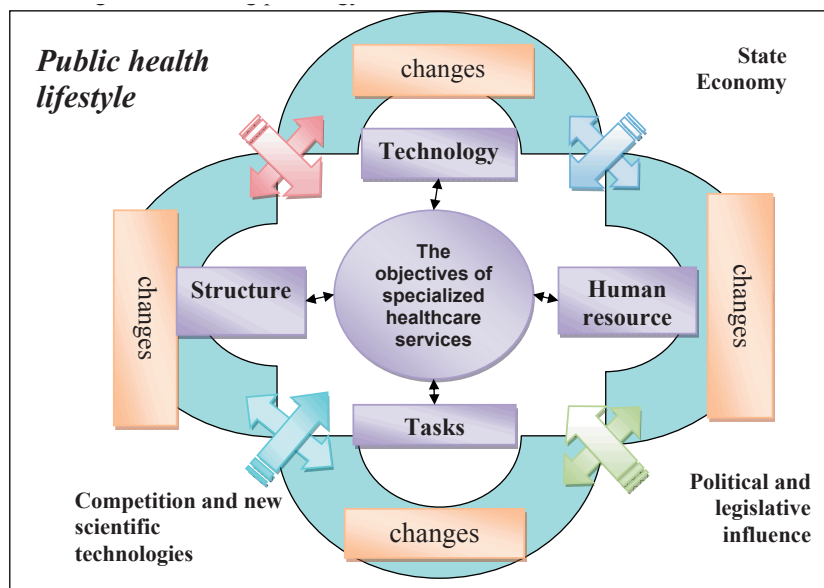 Public health
lifestyle
State
Economy
changes
Technology
changes
Structure
The
objectives of
specialized
healthcare
services
Human
resource
changes
Tasks
Competition and new
scientific
technologies
changes
Political and
legislative
influence